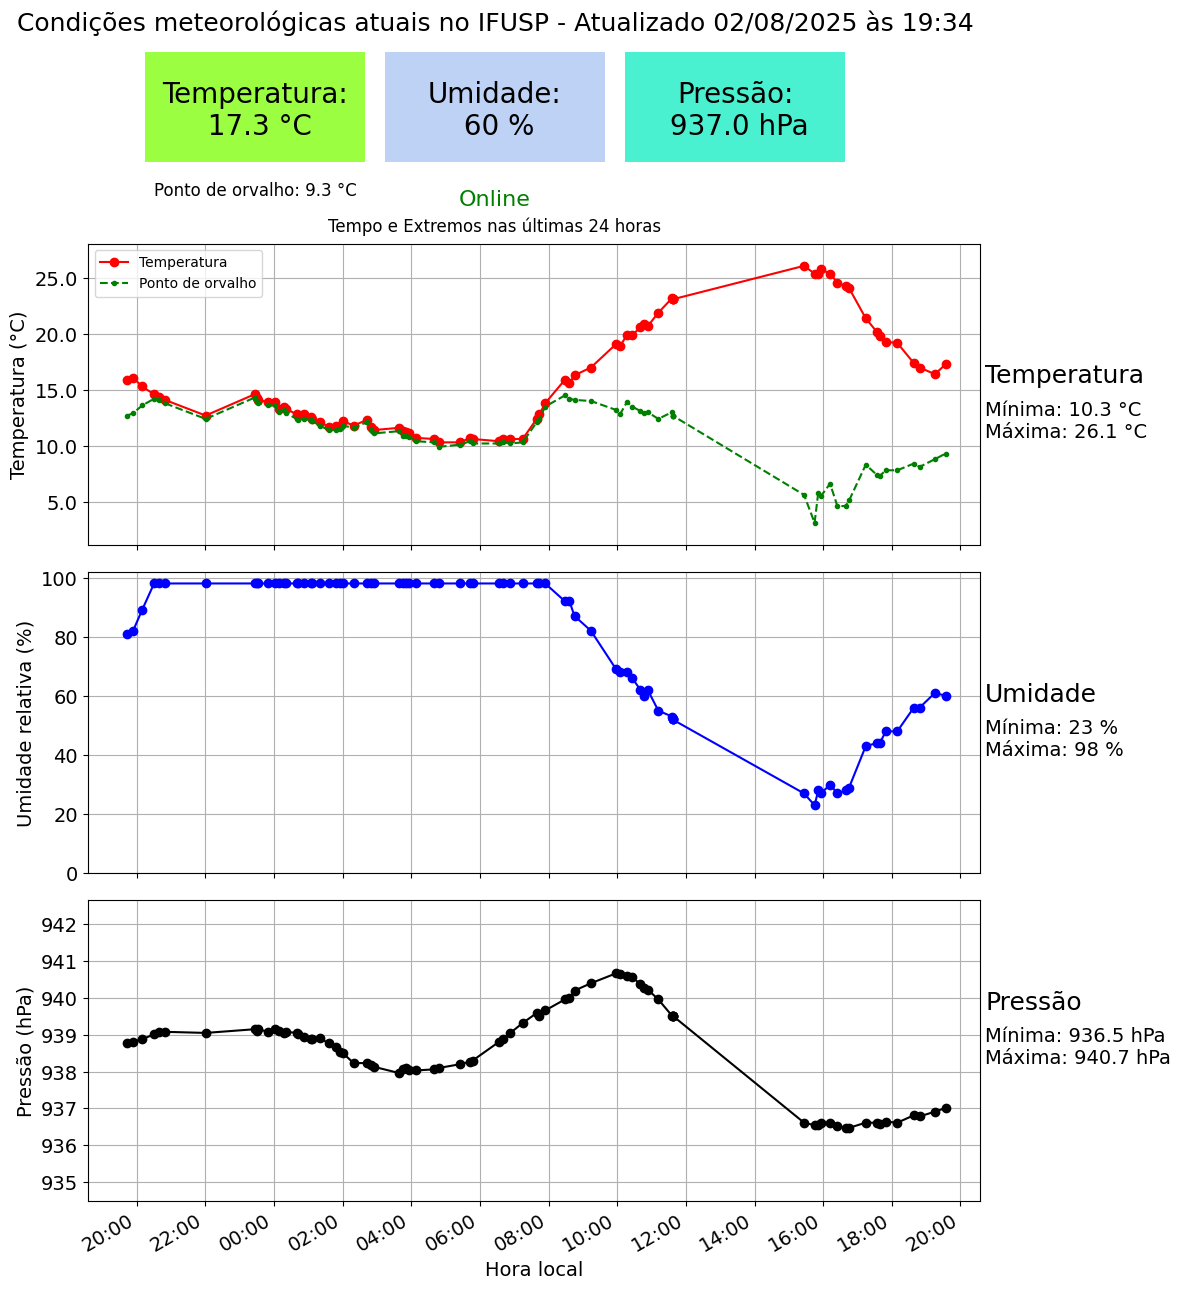 Condições meteorológicas atuais no IFUSP - Atualizado 02/08/2025 às 19:34
Temperatura:
17.3 °C
Umidade:
60 %
Pressão:
937.0 hPa
Ponto de orvalho: 9.3 °C
Online
Tempo e Extremos nas últimas 24 horas
Temperatura
Ponto de orvalho
Temperatura (°C)
25.0
20.0
15.0
10.0
5.0
Temperatura
Mínima: 10.3 °C
Máxima: 26.1 °C
Umidade relativa (%)
100
80
60
40
20
0
Umidade
Mínima: 23 %
Máxima: 98 %
Pressão (hPa)
942
941
940
939
938
937
936
935
Pressão
Mínima: 936.5 hPa
Máxima: 940.7 hPa
20:00
22:00
00:00
02:00
04:00
06:00
08:00
10:00
12:00
14:00
16:00
18:00
20:00
Hora local